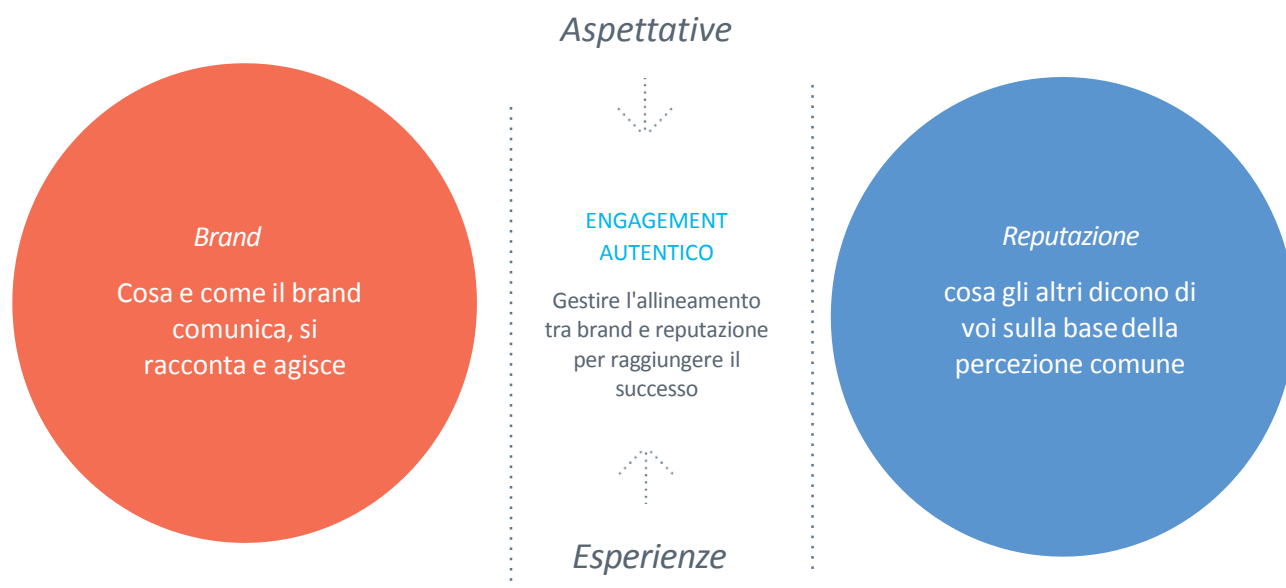 Aspettative
Brand
Cosa e come il brand
comunica, si
racconta e agisce
ENGAGEMENT
AUTENTICO
Gestire l'allineamento
tra brand e reputazione
per raggiungere il
successo
Reputazione
cosa gli altri dicono di
voi sulla base della
percezione comune
Esperienze